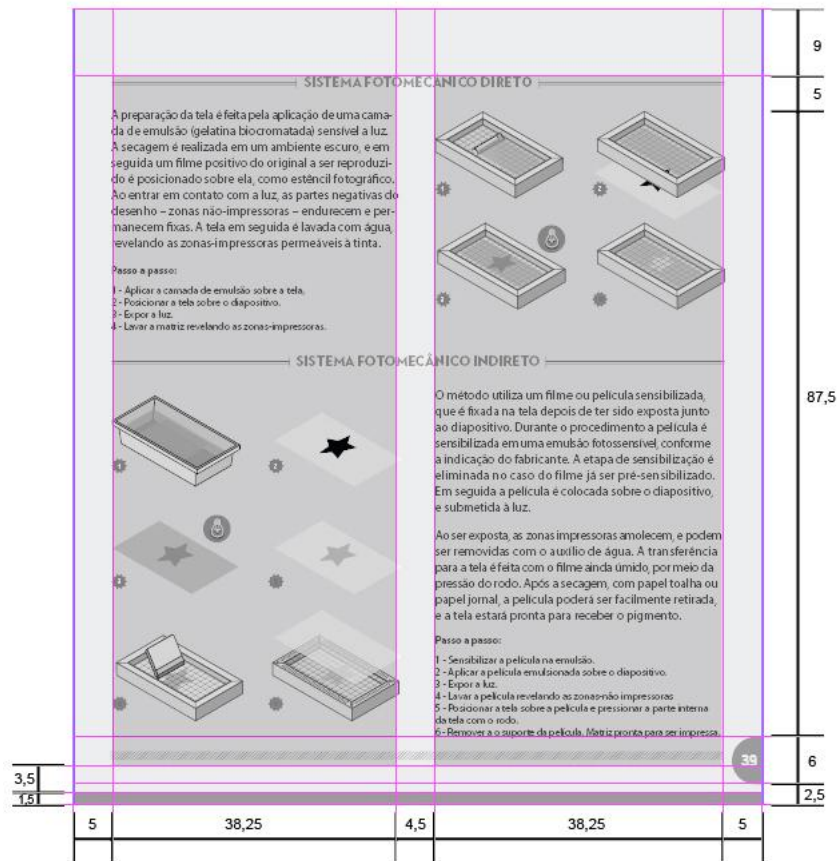 SISTEMA FOTOMECÂNICO DIRETO
A preparação da tela é feita pela aplicação de uma cama-
da de emulsão (gelatina biocromatada) sensível a luz.
A secagem é realizada em um ambiente escuro, e em
seguida um filme positivo do original a ser reproduzi-
do é posicionado sobre ela, como estêncil fotográfico.
Ao entrar em contato com a luz, as partes negativas do
desenho – zonas não-impressoras – endurecem e per-
manecem fixas. A tela em seguida é lavada com água,
revelando as zonas-impressoras permeáveis à tinta.
Passo a passo:
1 - Aplicar a camada de emulsão sobre a tela.
2 - Posicionar a tela sobre o diapositivo.
3 - Expor a luz.
4 - Lavar a matriz revelando as zonas-impressoras.
1
2
3
SISTEMA FOTOMECÂNICO INDIRETO
1
2
3
O método utiliza um filme ou película sensibilizada,
que é fixada na tela depois de ter sido exposta junto
ao diapositivo. Durante o procedimento a película é
sensibilizada em uma emulsão fotossensível, conforme
a indicação do fabricante. A etapa de sensibilização é
eliminada no caso do filme já ser pré-sensibilizado.
Em seguida a película é colocada sobre o diapositivo,
e submetida à luz.
Ao ser exposta, as zonas impressoras amolecem, e podem
ser removidas com o auxílio de água. A transferência
para a tela é feita com o filme ainda úmido, por meio da
pressão do rodo. Após a secagem, com papel toalha ou
papel jornal, a película poderá ser facilmente retirada,
e a tela estará pronta para receber o pigmento.
Passo a passo:
1 - Sensibilizar a película na emulsão.
2 - Aplicar a película emulsionada sobre o diapositivo.
3 - Expor a luz.
4 - Lavar a película revelando as zonas-não impressoras
5 - Posicionar a tela sobre a película e pressionar a parte interna
da tela com o rodo.
6 - Remover a o suporte da película. Matriz pronta para ser impressa.
39
9
5
87,5
6
2,5
3,5
1,5
5
38,25
4,5
38,25
5